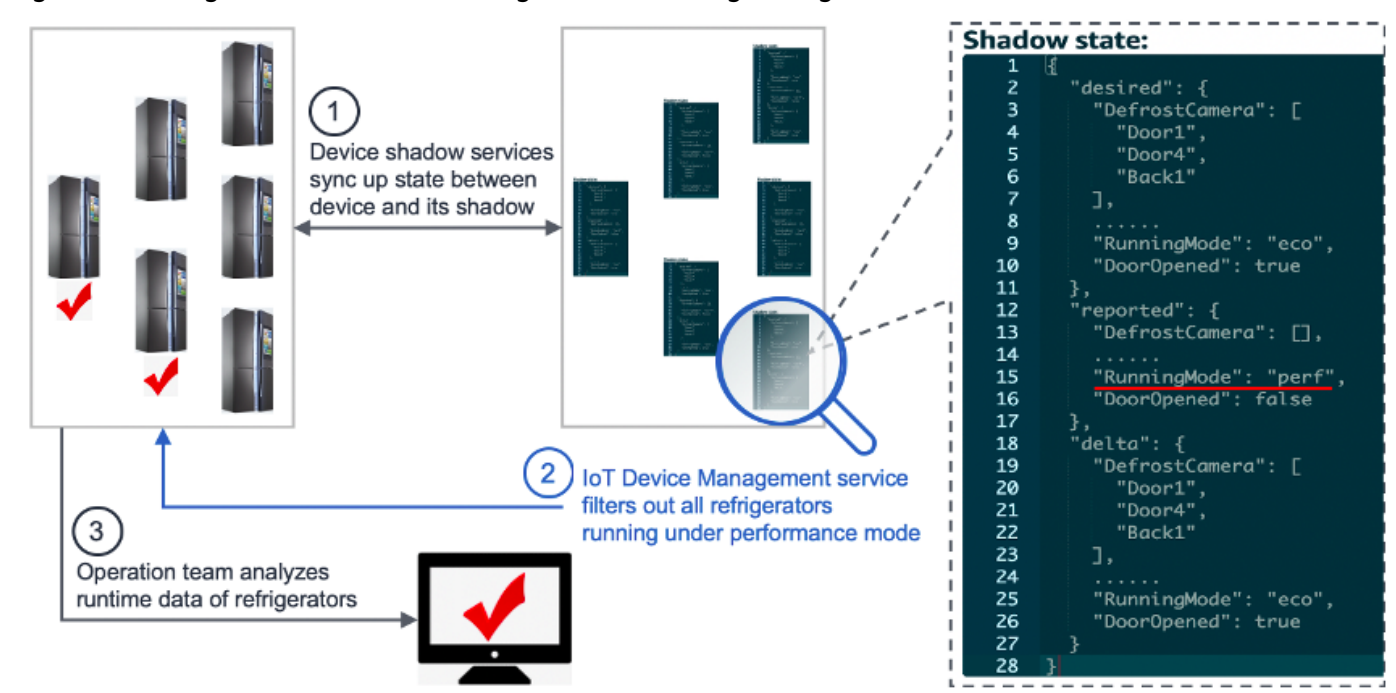 1
Device shadow services
sync up state between
device and its shadow
2
IoT Device Management service
filters out all refrigerators
running under performance mode
3
Operation team analyzes
runtime data of refrigerators
Shadow state:
1 {
2 "desired": {
3 "DefrostCamera": [
4 "Door1",
5 "Door4",
6 "Back1"
7 ],
8 ......
9 "RunningMode": "eco",
10 "DoorOpened": true
11 },
12 "reported": {
13 "DefrostCamera": [],
14 ......
15 "RunningMode": "perf",
16 "DoorOpened": false
17 },
18 "delta": {
19 "DefrostCamera": [
20 "Door1",
21 "Door4",
22 "Back1"
23 ],
24 ......
25 "RunningMode": "eco",
26 "DoorOpened": true
27 }
28 }